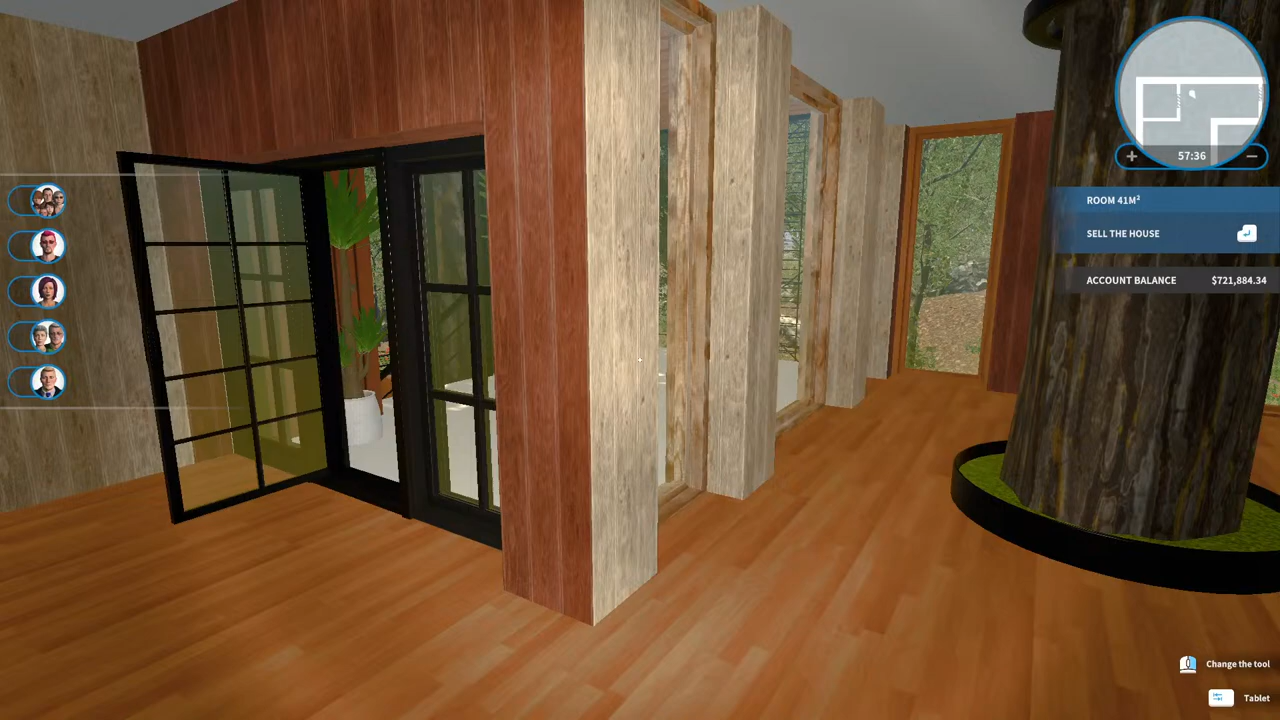 57:36
ROOM 41M²
SELL THE HOUSE
ACCOUNT BALANCE $721,884.34
Change the tool
Tablet